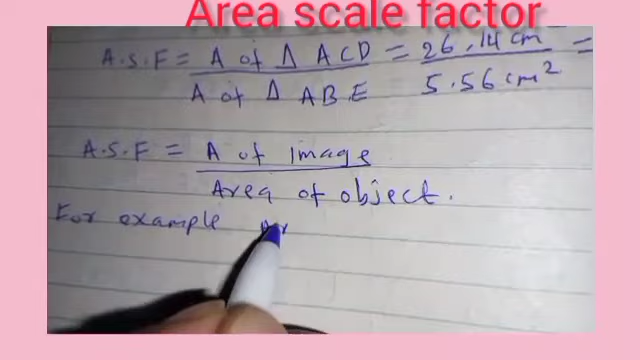 Area scale factor
A.S.F = A of Δ ACD = 26.14 cm =
A of Δ ABE 5.56 cm²
A.S.F = A of image
Area of object.
For example